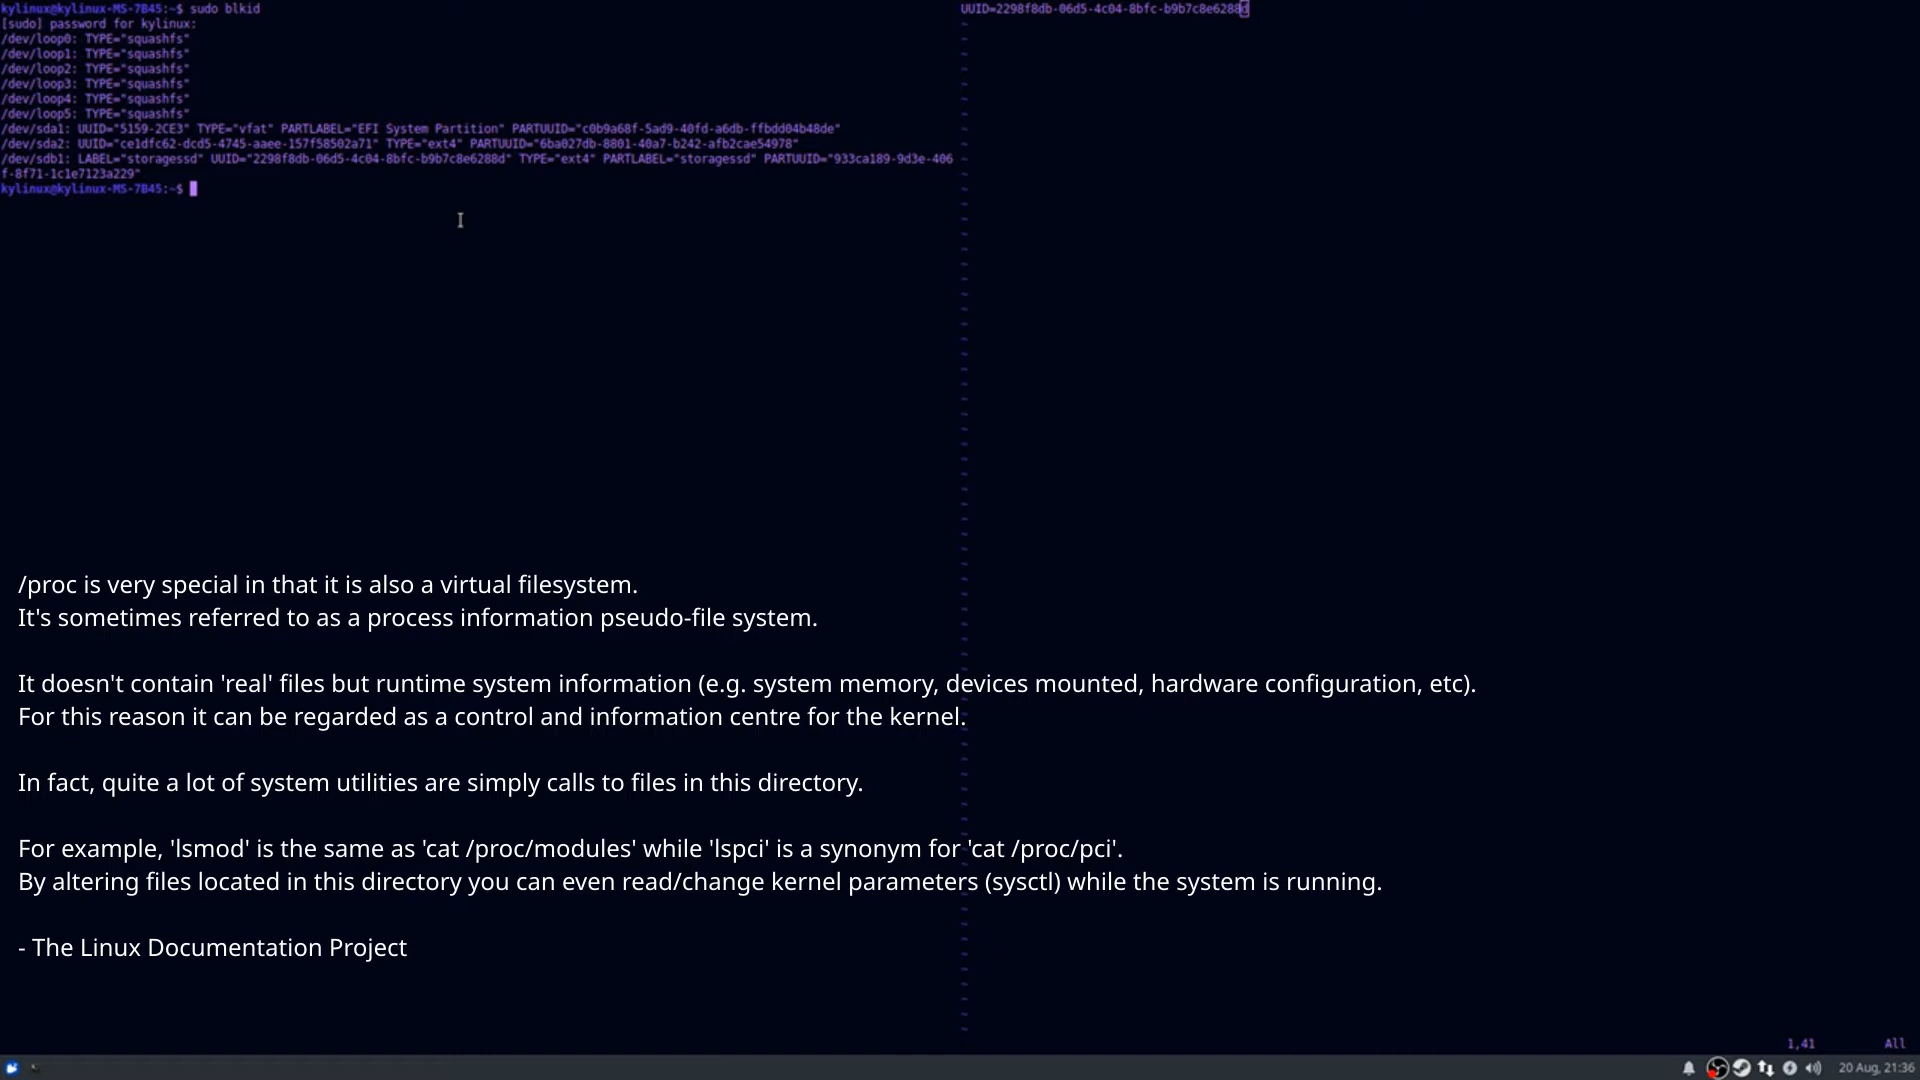 kylinux@kylinux-MS-7B45:~$ sudo blkid
[sudo] password for kylinux:
/dev/loop0: TYPE="squashfs"
/dev/loop1: TYPE="squashfs"
/dev/loop2: TYPE="squashfs"
/dev/loop3: TYPE="squashfs"
/dev/loop4: TYPE="squashfs"
/dev/loop5: TYPE="squashfs"
/dev/sda1: UUID="5159-2CE3" TYPE="vfat" PARTLABEL="EFI System Partition" PARTUUID="c0b9a68f-5ad9-40fd-a6db-ffbdd04b48de"
/dev/sda2: UUID="ce1dfc62-dcd5-4745-aaee-157f58502a71" TYPE="ext4" PARTUUID="6ba027db-8801-40a7-b242-afb2cae54978"
/dev/sdb1: LABEL="storagessd" UUID="2298f8db-06d5-4c04-8bfc-b9b7c8e6288d" TYPE="ext4" PARTLABEL="storagessd" PARTUUID="933ca189-9d3e-406
f-8f71-1c1e7123a229"
kylinux@kylinux-MS-7B45:~$
UUID=2298f8db-06d5-4c04-8bfc-b9b7c8e6288d
/proc is very special in that it is also a virtual filesystem.
It's sometimes referred to as a process information pseudo-file system.
It doesn't contain 'real' files but runtime system information (e.g. system memory, devices mounted, hardware configuration, etc).
For this reason it can be regarded as a control and information centre for the kernel.
In fact, quite a lot of system utilities are simply calls to files in this directory.
For example, 'lsmod' is the same as 'cat /proc/modules' while 'lspci' is a synonym for 'cat /proc/pci'.
By altering files located in this directory you can even read/change kernel parameters (sysctl) while the system is running.
- The Linux Documentation Project
1,41 All
20 Aug, 21:36